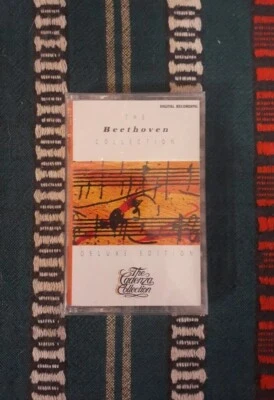 DIGITAL RECORDING
THE
Beethoven
COLLECTION
DELUXE EDITION
The
Cadenza
Collection